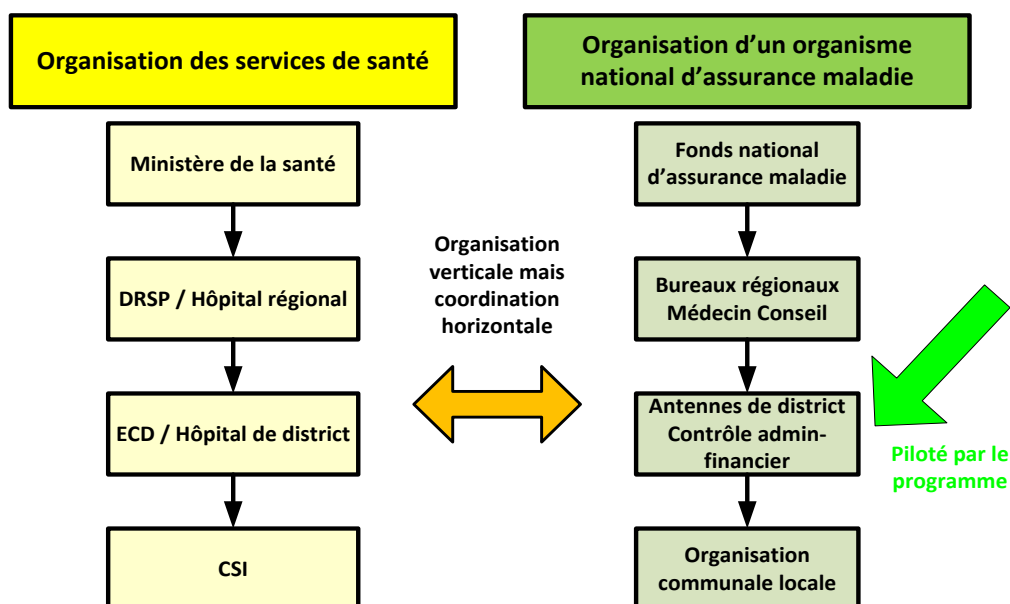 Organisation des services de santé
Organisation d'un organisme
national d'assurance maladie
Ministère de la santé
Fonds national
d'assurance maladie
Organisation
verticale mais
coordination
horizontale
DRSP / Hôpital régional
Bureaux régionaux
Médecin Conseil
ECD / Hôpital de district
Antennes de district
Contrôle admin-
financier
Piloté par le
programme
CSI
Organisation
communale locale